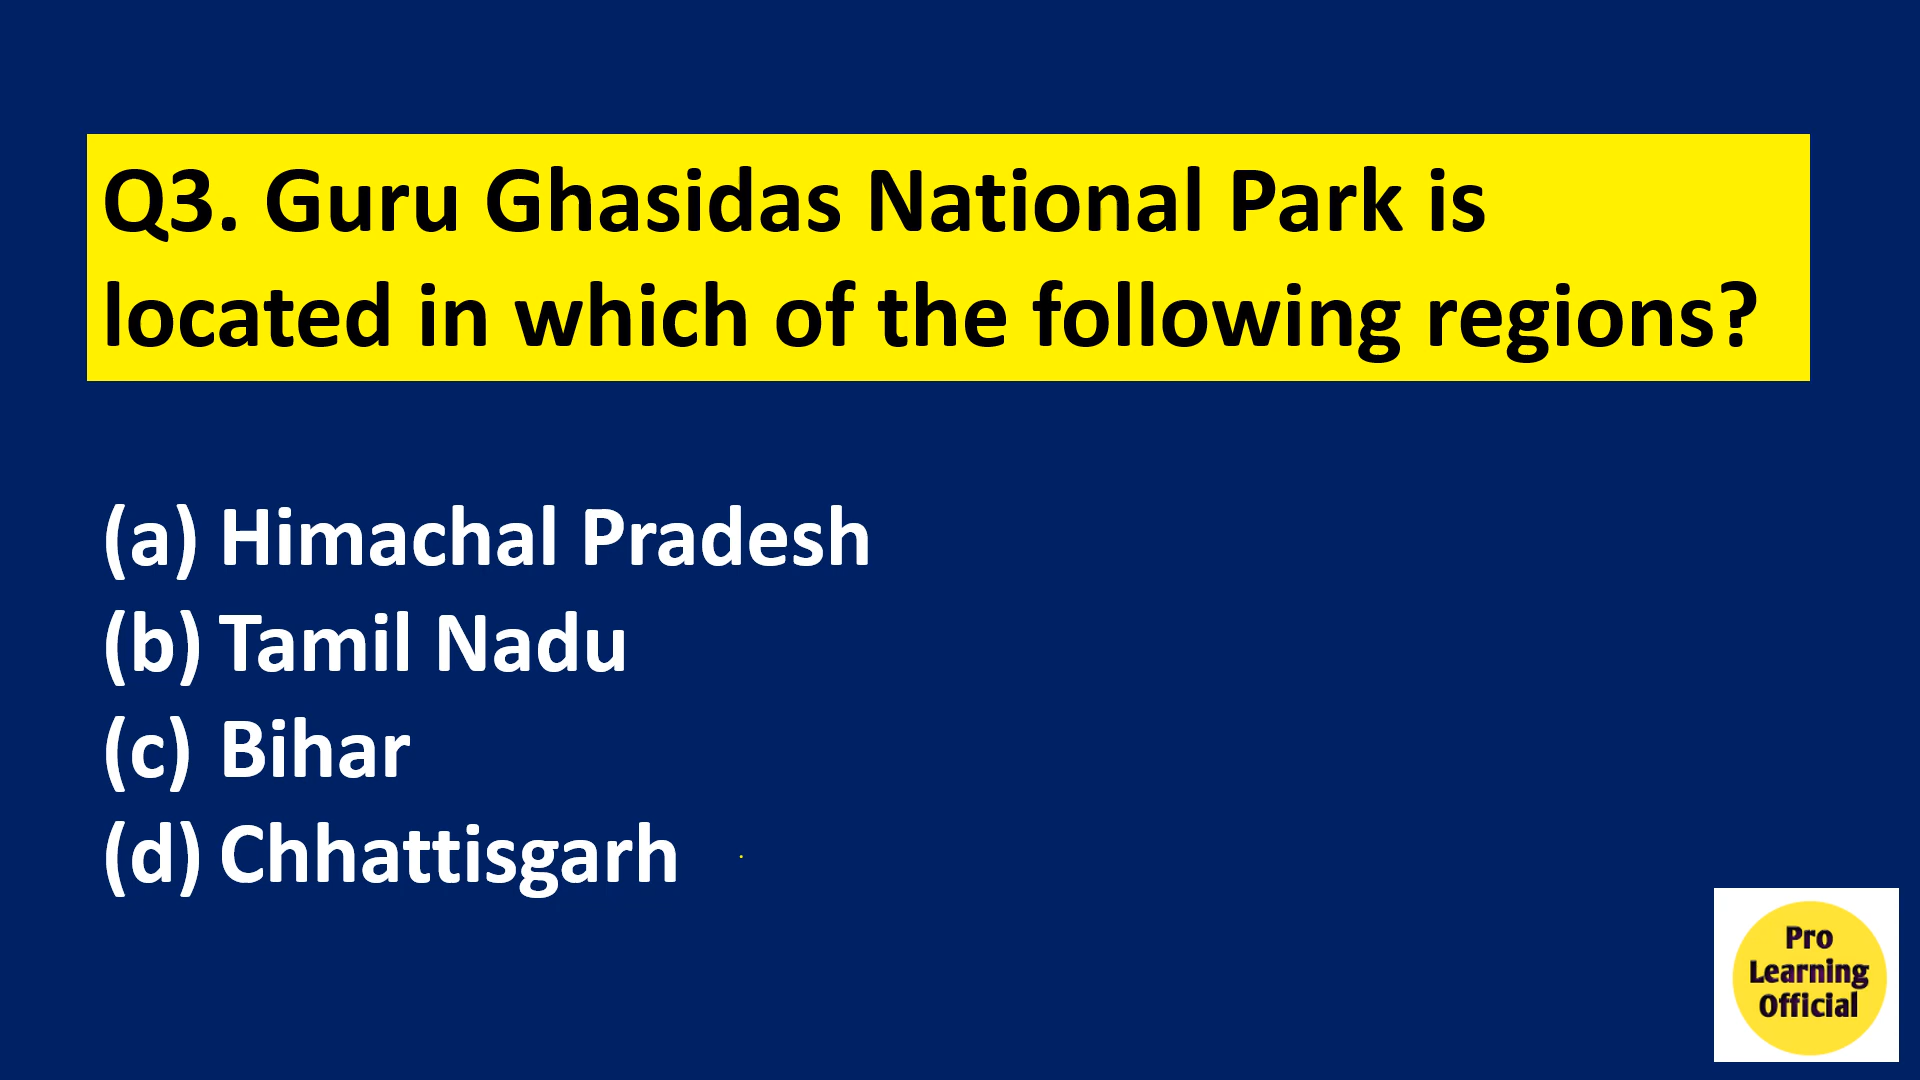 Q3. Guru Ghasidas National Park is
located in which of the following regions?
(a) Himachal Pradesh
(b) Tamil Nadu
(c) Bihar
(d) Chhattisgarh
Pro
Learning
Official